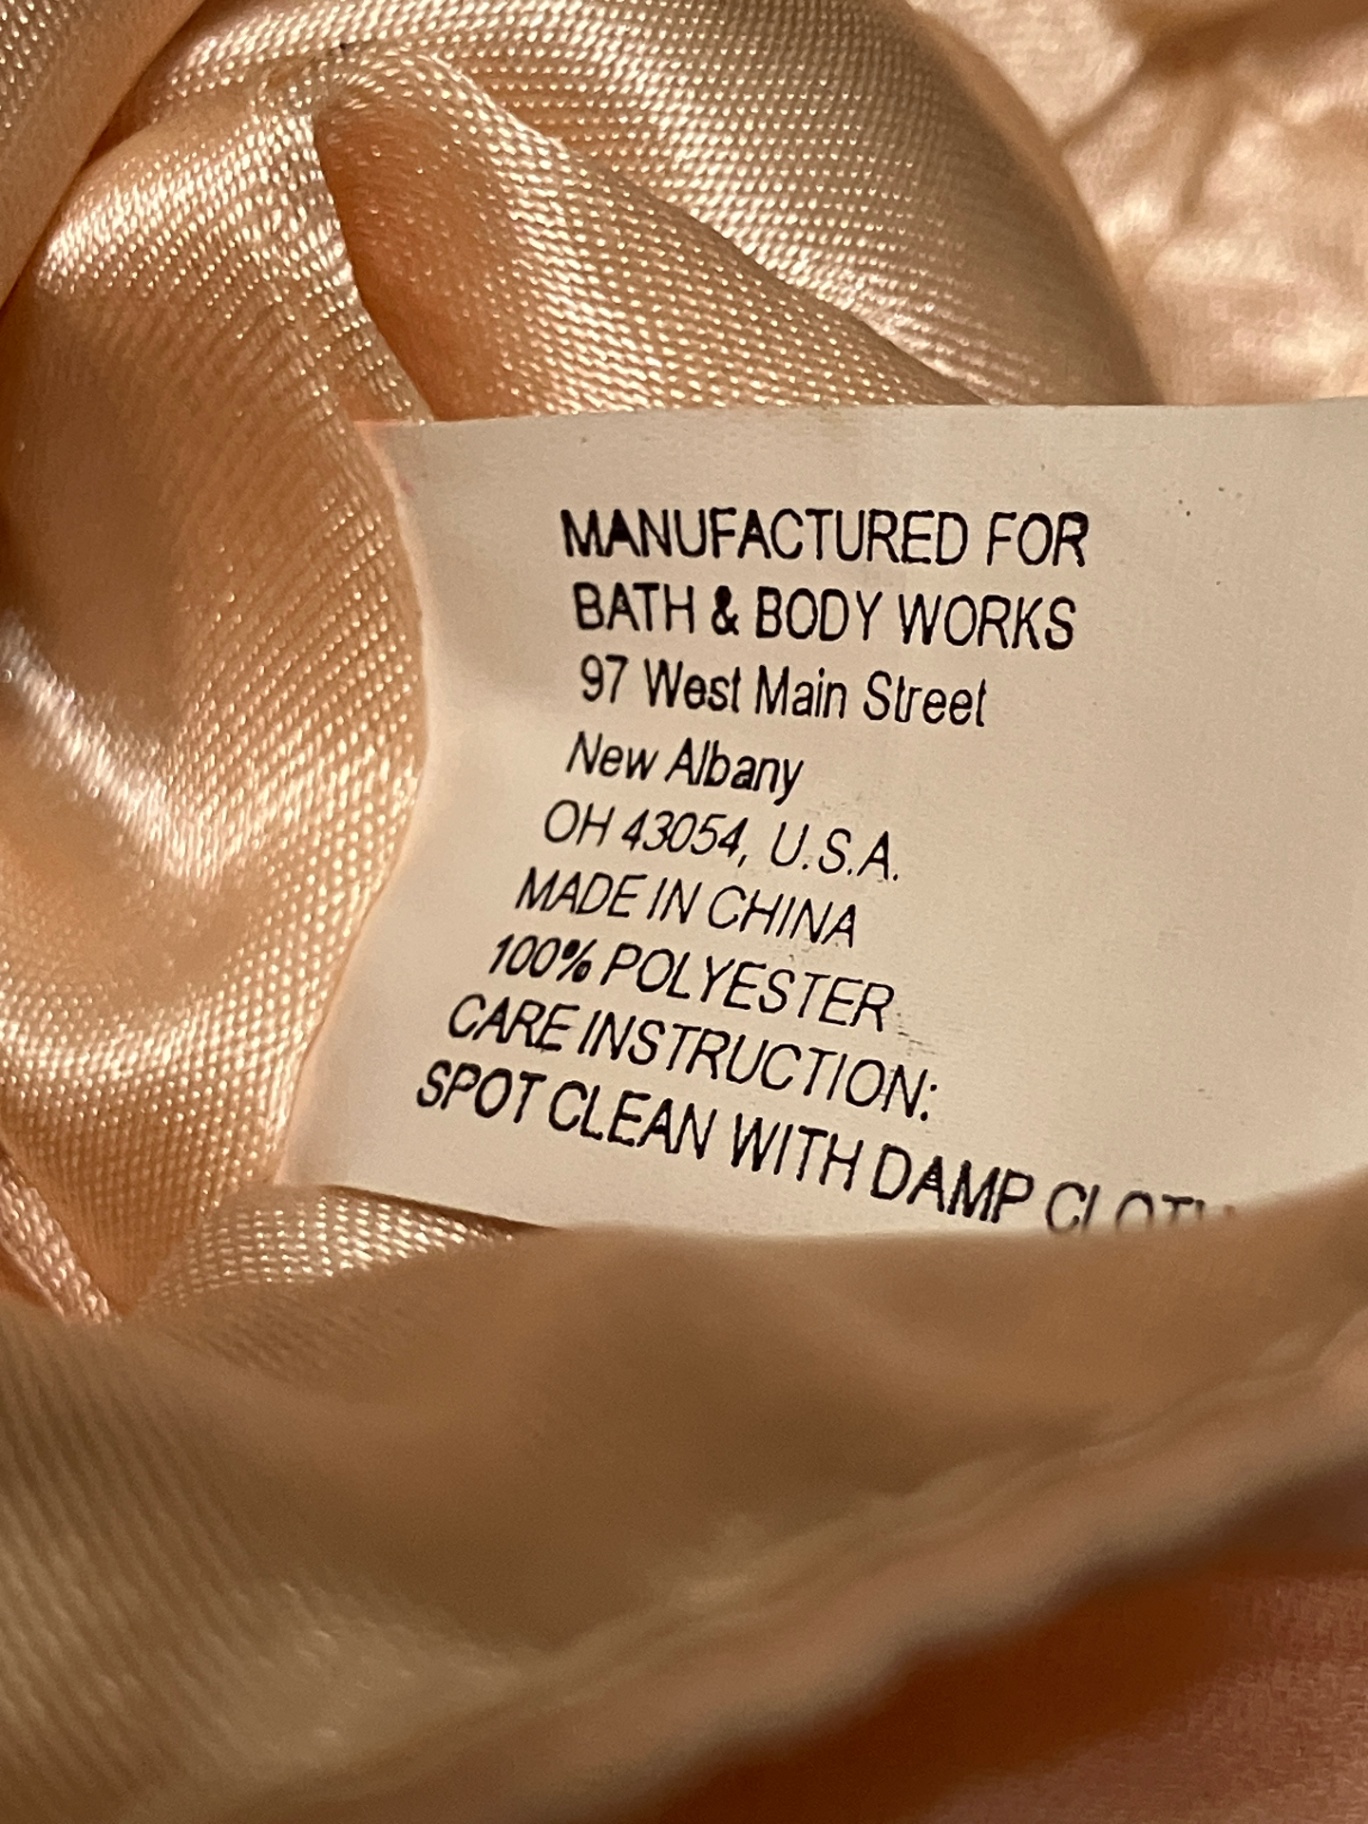 MANUFACTURED FOR
BATH & BODY WORKS
97 West Main Street
New Albany
OH 43054, U.S.A.
MADE IN CHINA
100% POLYESTER
CARE INSTRUCTION:
SPOT CLEAN WITH DAMP CLOTH